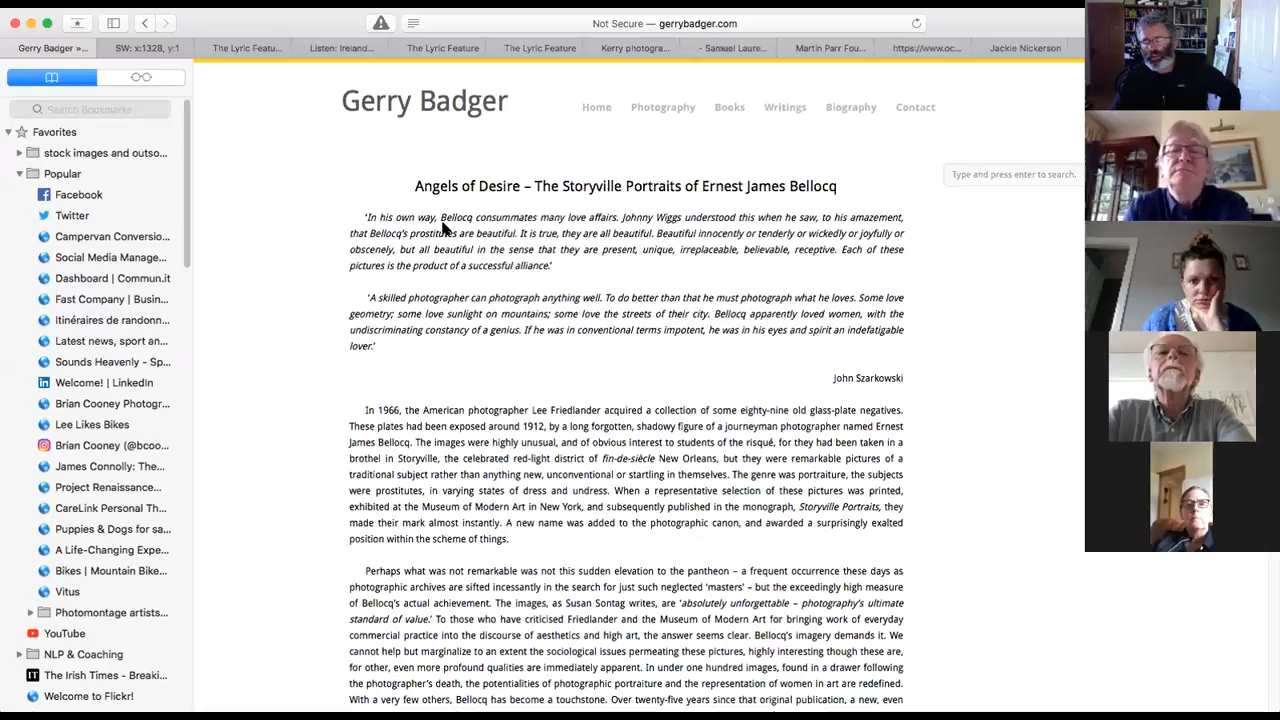 Not Secure — gerrybadger.com
Gerry Badger »...
SW: x:1328, y:1
The Lyric Featu...
Listen: Ireland...
The Lyric Feature
The Lyric Feature
Kerry photogra...
- Samuel Laure...
Martin Parr Fou...
https://www.oc...
Jackie Nickerson
Search Bookmarks
Favorites
stock images and outso...
Popular
Facebook
Twitter
Campervan Conversio...
Social Media Manage...
Dashboard | Commun.it
Fast Company | Busin...
Itinéraires de randonn...
Latest news, sport an...
Sounds Heavenly - Sp...
Welcome! | LinkedIn
Brian Cooney Photogr...
Lee Likes Bikes
Brian Cooney (@bcoo...
James Connolly: The...
Project Renaissance...
CareLink Personal Th...
Puppies & Dogs for sa...
A Life-Changing Expe...
Bikes | Mountain Bike...
Vitus
Photomontage artists...
YouTube
NLP & Coaching
The Irish Times - Breaki...
Welcome to Flickr!
Gerry Badger
Home Photography Books Writings Biography Contact
Type and press enter to search.
Angels of Desire – The Storyville Portraits of Ernest James Bellocq
'In his own way, Bellocq consummates many love affairs. Johnny Wiggs understood this when he saw, to his amazement,
that Bellocq's prostitutes are beautiful. It is true, they are all beautiful. Beautiful innocently or tenderly or wickedly or joyfully or
obscenely, but all beautiful in the sense that they are present, unique, irreplaceable, believable, receptive. Each of these
pictures is the product of a successful alliance.'
'A skilled photographer can photograph anything well. To do better than that he must photograph what he loves. Some love
geometry; some love sunlight on mountains; some love the streets of their city. Bellocq apparently loved women, with the
undiscriminating constancy of a genius. If he was in conventional terms impotent, he was in his eyes and spirit an indefatigable
lover.'
John Szarkowski
In 1966, the American photographer Lee Friedlander acquired a collection of some eighty-nine old glass-plate negatives.
These plates had been exposed around 1912, by a long forgotten, shadowy figure of a journeyman photographer named Ernest
James Bellocq. The images were highly unusual, and of obvious interest to students of the risqué, for they had been taken in a
brothel in Storyville, the celebrated red-light district of fin-de-siècle New Orleans, but they were remarkable pictures of a
traditional subject rather than anything new, unconventional or startling in themselves. The genre was portraiture, the subjects
were prostitutes, in varying states of dress and undress. When a representative selection of these pictures was printed,
exhibited at the Museum of Modern Art in New York, and subsequently published in the monograph, Storyville Portraits, they
made their mark almost instantly. A new name was added to the photographic canon, and awarded a surprisingly exalted
position within the scheme of things.
Perhaps what was not remarkable was not this sudden elevation to the pantheon – a frequent occurrence these days as
photographic archives are sifted incessantly in the search for just such neglected 'masters' – but the exceedingly high measure
of Bellocq's actual achievement. The images, as Susan Sontag writes, are 'absolutely unforgettable – photography's ultimate
standard of value.' To those who have criticised Friedlander and the Museum of Modern Art for bringing work of everyday
commercial practice into the discourse of aesthetics and high art, the answer seems clear. Bellocq's imagery demands it. We
cannot help but marginalize to an extent the sociological issues permeating these pictures, highly interesting though these are,
for other, even more profound qualities are immediately apparent. In under one hundred images, found in a drawer following
the photographer's death, the potentialities of photographic portraiture and the representation of women in art are redefined.
With a very few others, Bellocq has become a touchstone. Over twenty-five years since that original publication, a new, even